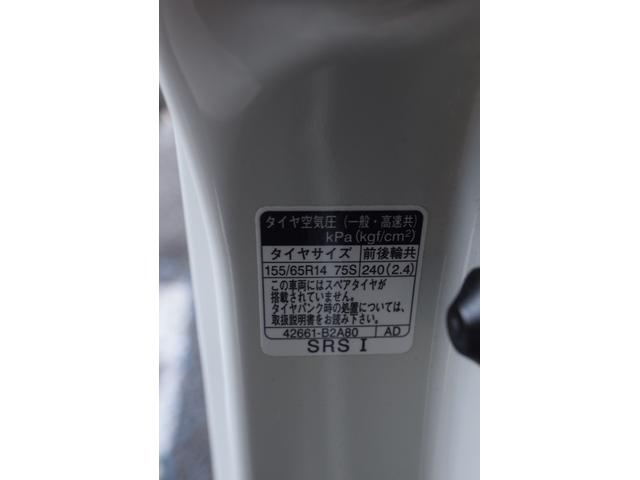 タイヤ空気圧（一般・高速共）
kPa(kgf/cm²)
タイヤサイズ 前後輪共
155/65R14 75S 240(2.4)
この車両にはスペアタイヤが
搭載されていません。
タイヤパンク時の処置については、
取扱説明書をお読み下さい。
42661-B2A80 AD
SRS I